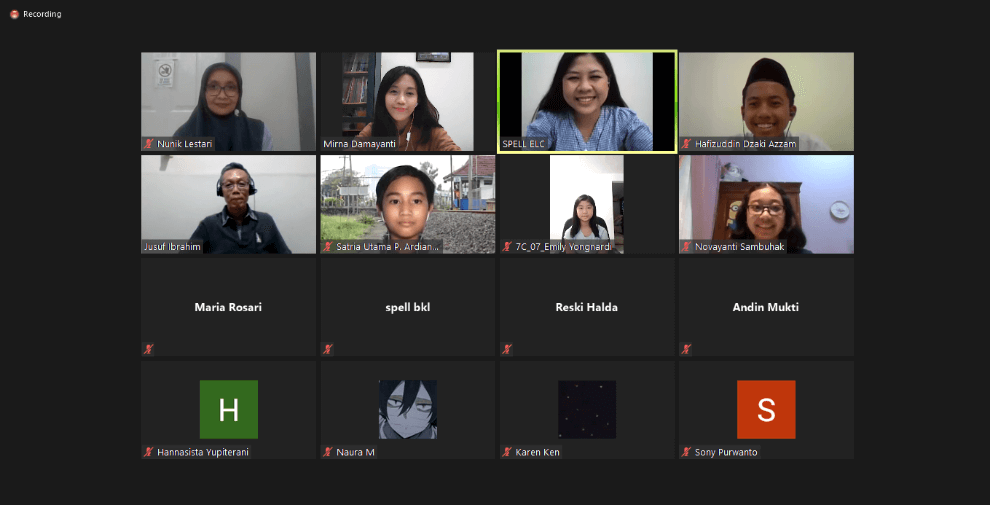 Recording
Nunik Lestari
Mirna Damayanti
SPELL ELC
Hafizuddin Dzaki Azzam
Jusuf Ibrahim
Satria Utama P. Ardian...
7C_07_Emily Yongnardi
Novayanti Sambuhak
Maria Rosari
spell bkl
Reski Halda
Andin Mukti
H
S
Hannasista Yupiterani
Naura M
Karen Ken
Sony Purwanto